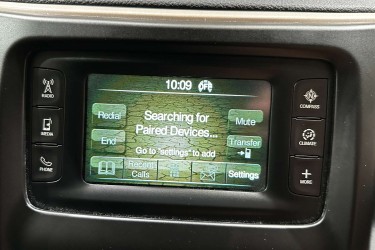 10:09 OFF
RADIO
COMPASS
Redial
Searching for
Paired Devices...
Mute
MEDIA
End
Transfer
CLIMATE
Go to "settings" to add
PHONE
Recent
Calls
Settings
+
MORE